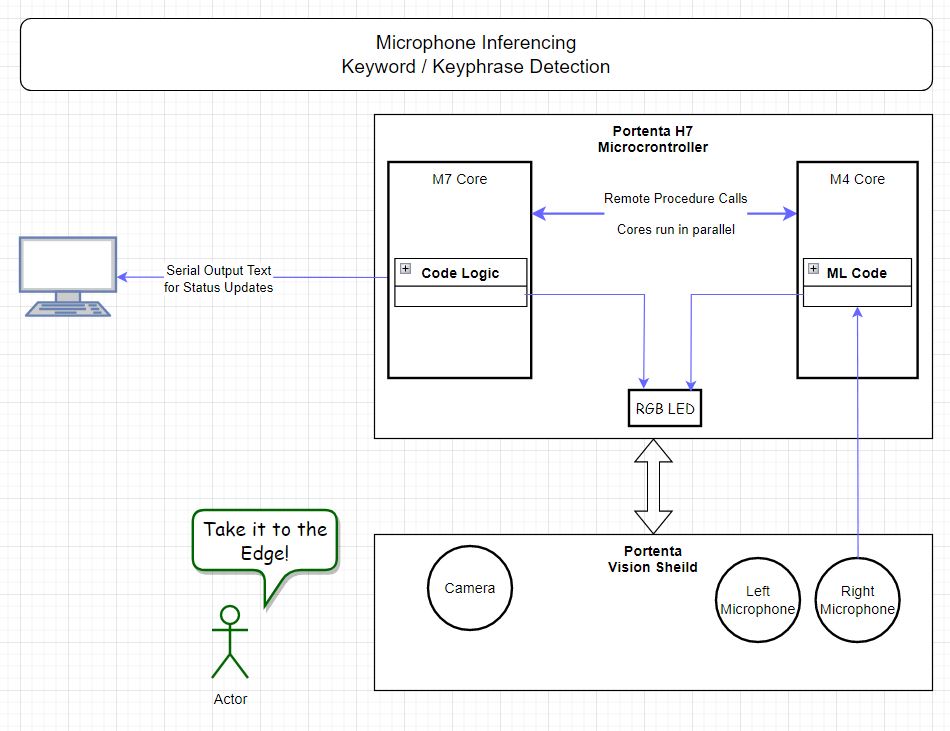 Microphone Inferencing
Keyword / Keyphrase Detection
Portenta H7
Microcrontroller
M7 Core
M4 Core
Remote Procedure Calls
Cores run in parallel
Code Logic
ML Code
Serial Output Text
for Status Updates
RGB LED
Take it to the
Edge!
Actor
Portenta
Vision Sheild
Camera
Left
Microphone
Right
Microphone